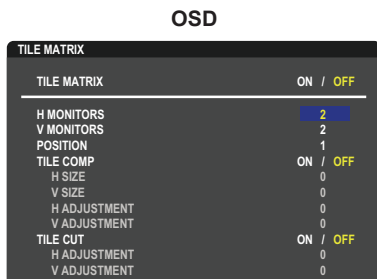 OSD
TILE MATRIX
TILE MATRIX ON / OFF
H MONITORS 2
V MONITORS 2
POSITION 1
TILE COMP ON / OFF
H SIZE 0
V SIZE 0
H ADJUSTMENT 0
V ADJUSTMENT 0
TILE CUT ON / OFF
H ADJUSTMENT 0
V ADJUSTMENT 0